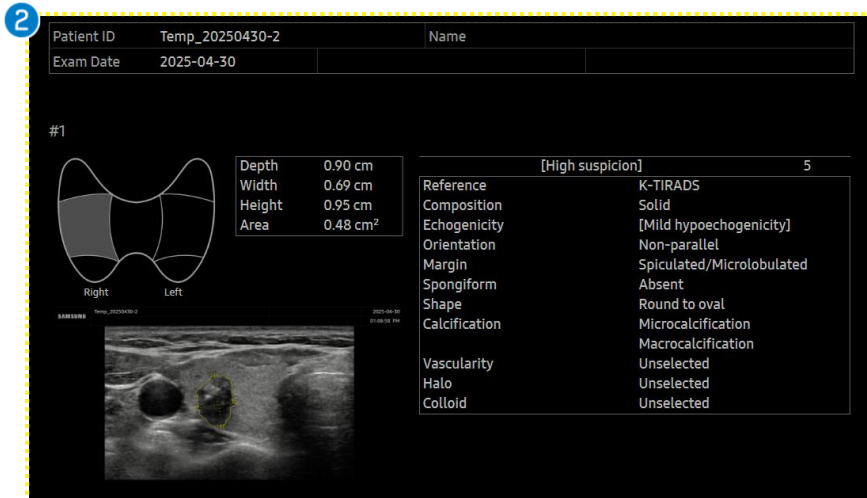 2
Patient ID Temp_20250430-2 Name
Exam Date 2025-04-30
#1
Depth 0.90 cm
Width 0.69 cm
Height 0.95 cm
Area 0.48 cm²
Right Left
[High suspicion] 5
Reference K-TIRADS
Composition Solid
Echogenicity [Mild hypoechogenicity]
Orientation Non-parallel
Margin Spiculated/Microlobulated
Spongiform Absent
Shape Round to oval
Calcification Microcalcification
Macrocalcification
Vascularity Unselected
Halo Unselected
Colloid Unselected
SAMSUNG Temp_20250430-2 2025-04-30
01:08:58 PM